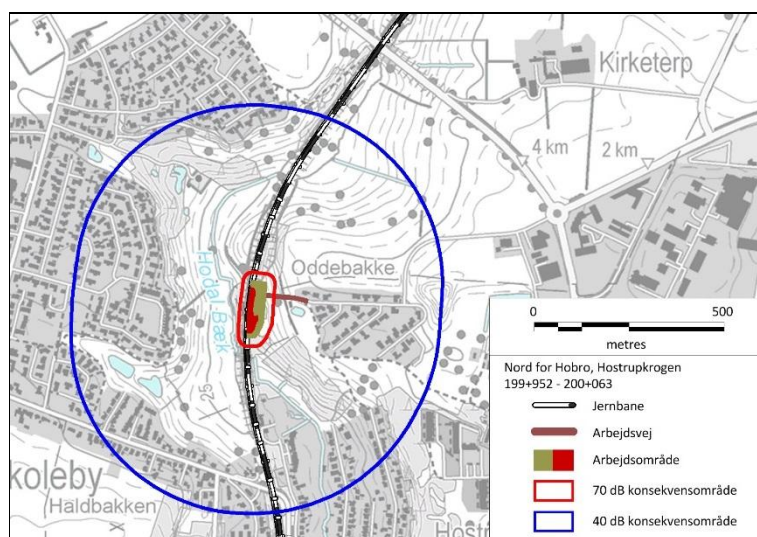 Kirketerp
4 km
2 km
Oddebakke
Hodal Bæk
25
koleby
Haldbakken
Hostr
0
500
metres
Nord for Hobro, Hostrupkrogen
199+952 - 200+063
Jernbane
Arbejdsvej
Arbejdsområde
70 dB konsekvensområde
40 dB konsekvensområde